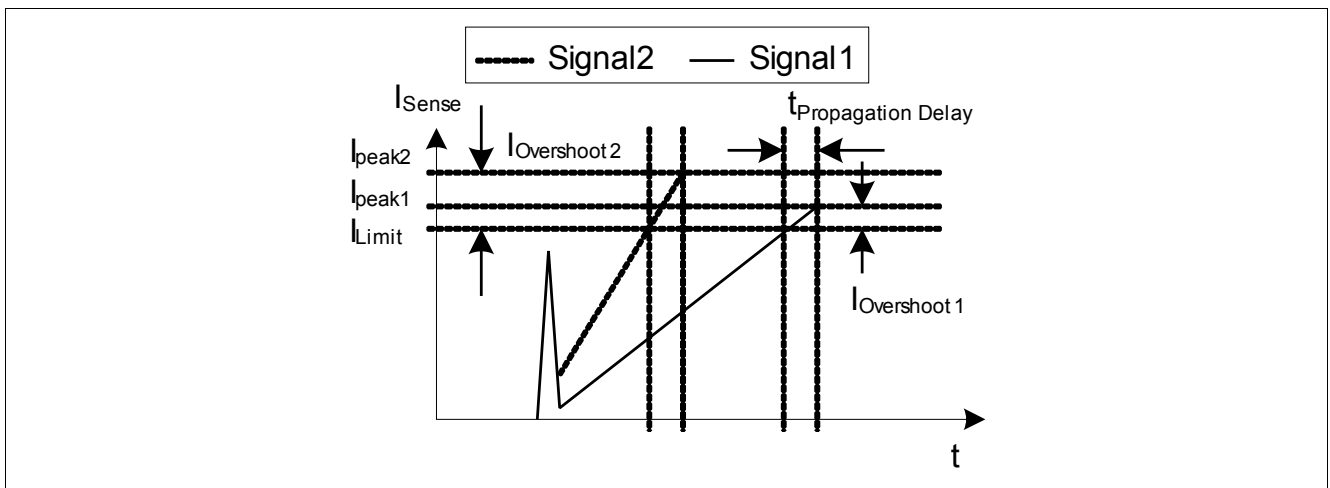 Signal2 Signal1
ISense
tPropagation Delay
Ipeak2
IOvershoot 2
Ipeak1
ILimit
IOvershoot 1
t